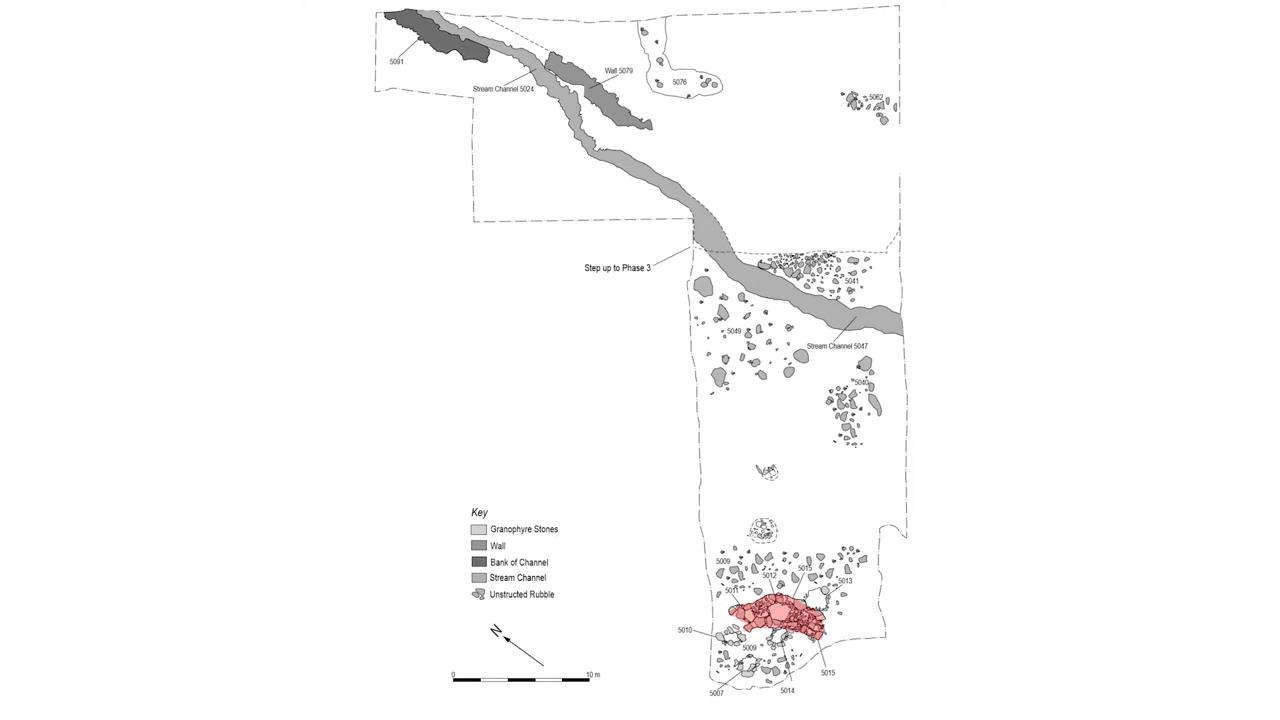 5091
Stream Channel 5024
Wall 5079
5076
5062
Step up to Phase 3
5041
5049
Stream Channel 5047
5040
Key
Granophyre Stones
Wall
Bank of Channel
Stream Channel
Unstructed Rubble
N
0
10 m
5009
5012
5015
5013
5011
5010
5009
5015
5007
5014